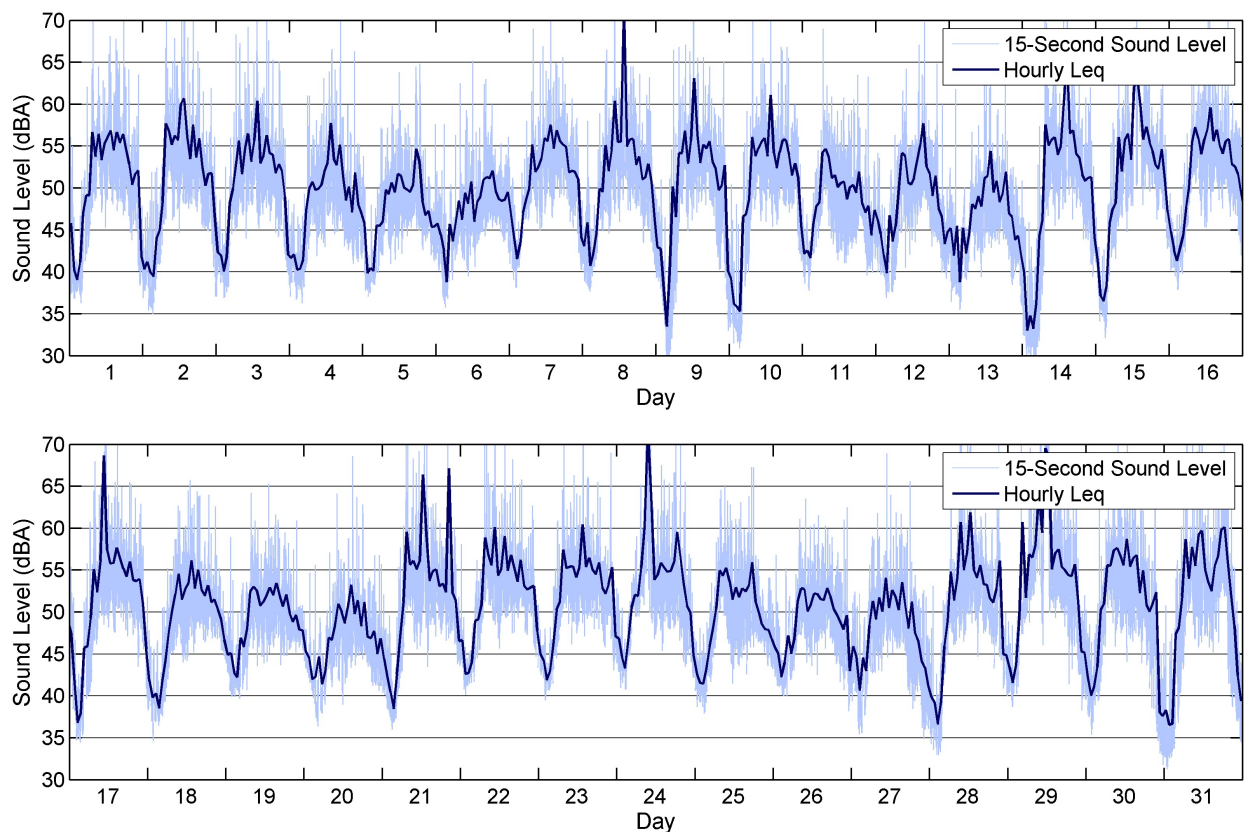 70
65
60
55
50
45
40
35
30
Sound Level (dBA)
15-Second Sound Level
Hourly Leq
1 2 3 4 5 6 7 8 9 10 11 12 13 14 15 16
Day
70
65
60
55
50
45
40
35
30
Sound Level (dBA)
15-Second Sound Level
Hourly Leq
17 18 19 20 21 22 23 24 25 26 27 28 29 30 31
Day